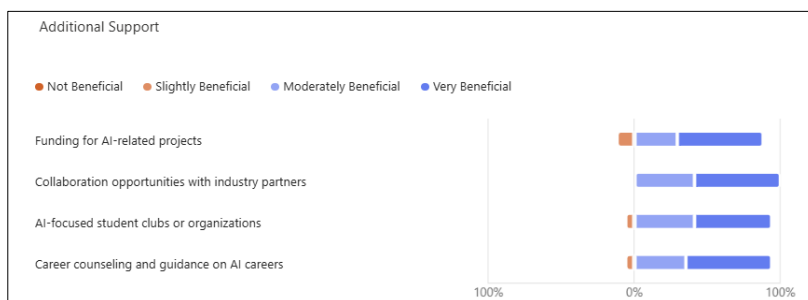 Additional Support
Not Beneficial Slightly Beneficial Moderately Beneficial Very Beneficial
Funding for AI-related projects
Collaboration opportunities with industry partners
AI-focused student clubs or organizations
Career counseling and guidance on AI careers
100% 0% 100%